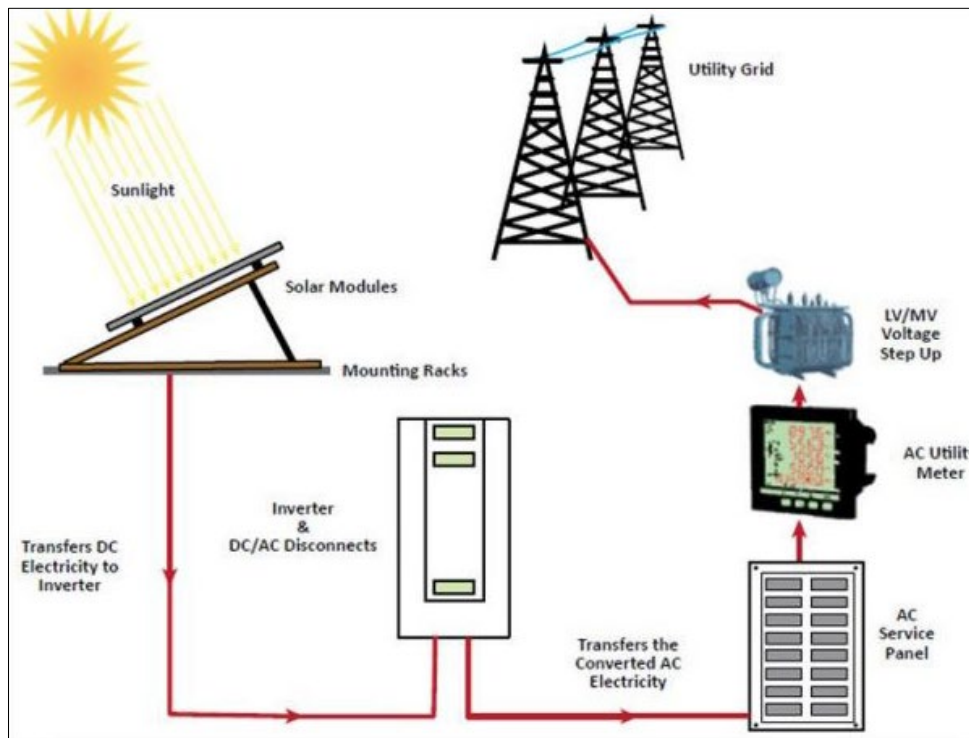 Utility Grid
Sunlight
Solar Modules
Mounting Racks
LV/MV
Voltage
Step Up
AC Utility
Meter
Inverter
&
DC/AC Disconnects
Transfers DC
Electricity to
Inverter
Transfers the
Converted AC
Electricity
AC
Service
Panel